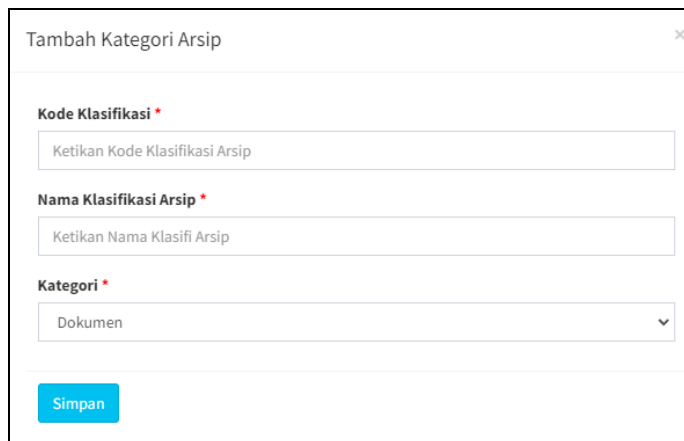 Tambah Kategori Arsip ×
Kode Klasifikasi *
Ketikan Kode Klasifikasi Arsip
Nama Klasifikasi Arsip *
Ketikan Nama Klasifi Arsip
Kategori *
Dokumen
Simpan